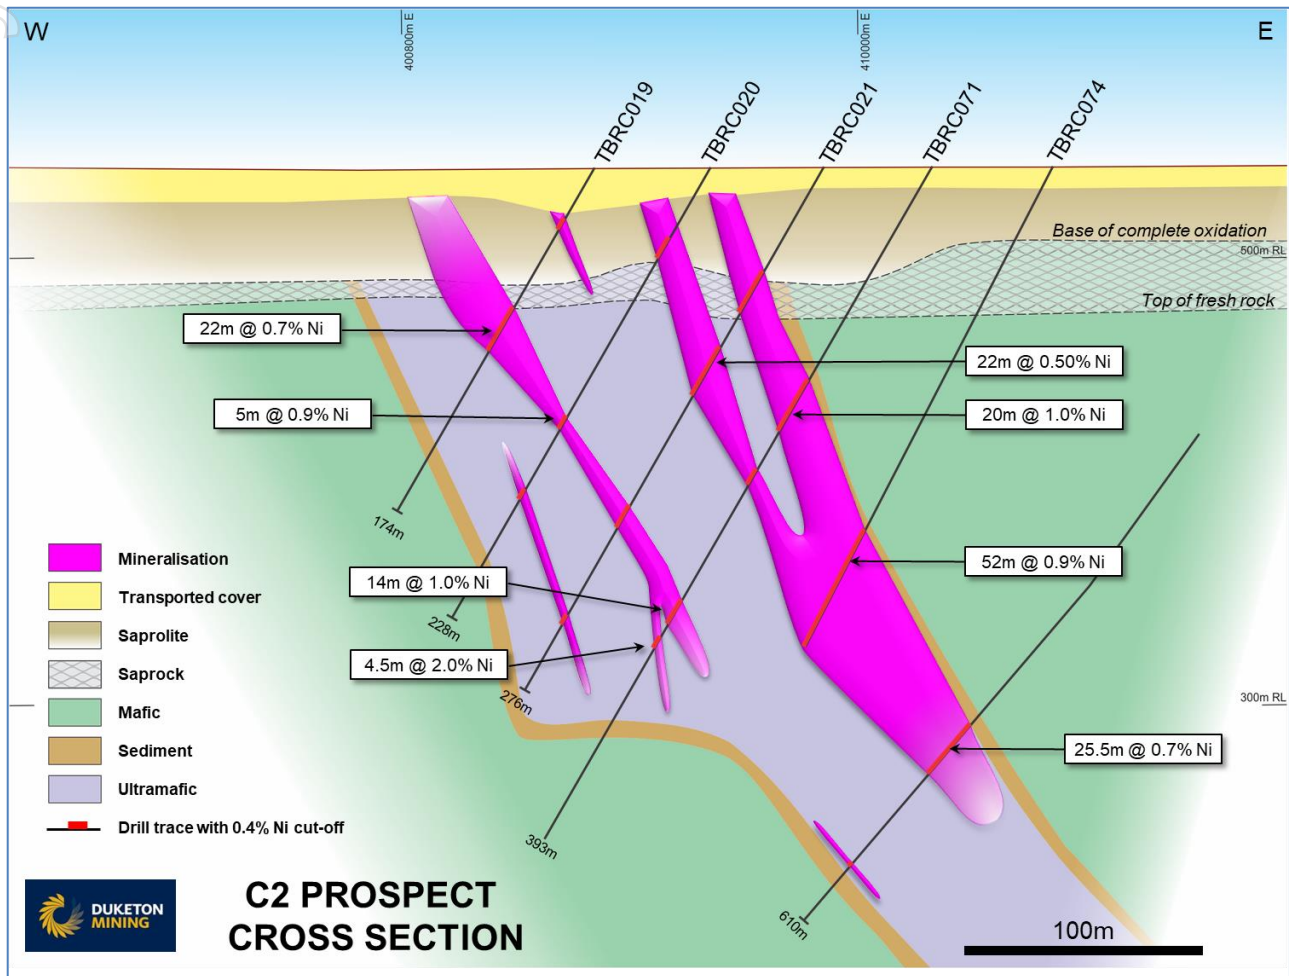 W
E
400800m E
410000m E
TBRC019
TBRC020
TBRC021
TBRC071
TBRC074
Base of complete oxidation
500m RL
Top of fresh rock
22m @ 0.7% Ni
22m @ 0.50% Ni
5m @ 0.9% Ni
20m @ 1.0% Ni
174m
52m @ 0.9% Ni
14m @ 1.0% Ni
228m
4.5m @ 2.0% Ni
276m
300m RL
25.5m @ 0.7% Ni
393m
610m
Mineralisation
Transported cover
Saprolite
Saprock
Mafic
Sediment
Ultramafic
Drill trace with 0.4% Ni cut-off
DUKETON
MINING
C2 PROSPECT
CROSS SECTION
100m